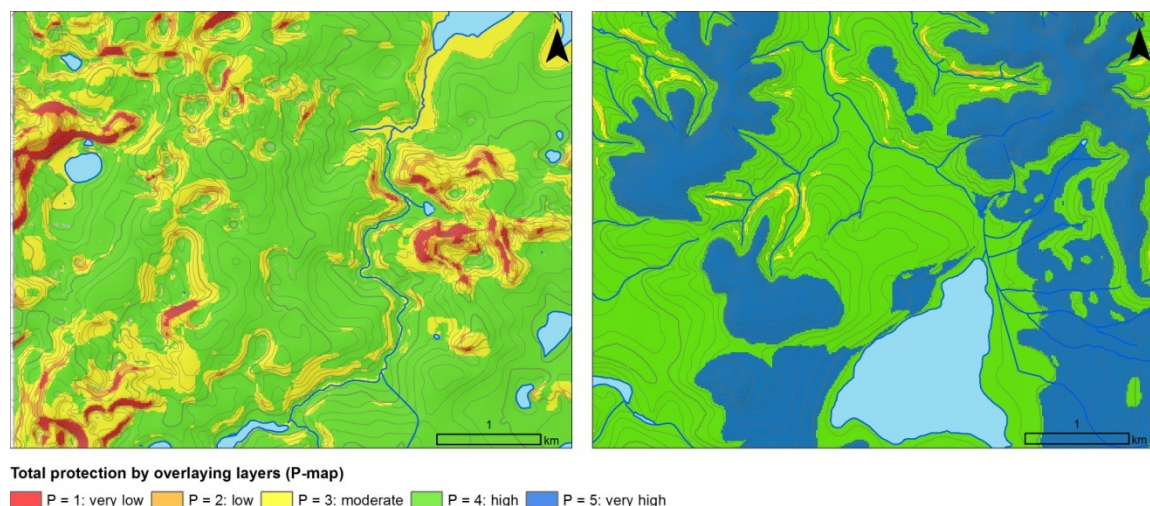 N
N
1
km
1
km
Total protection by overlaying layers (P-map)
P = 1: very low P = 2: low P = 3: moderate P = 4: high P = 5: very high